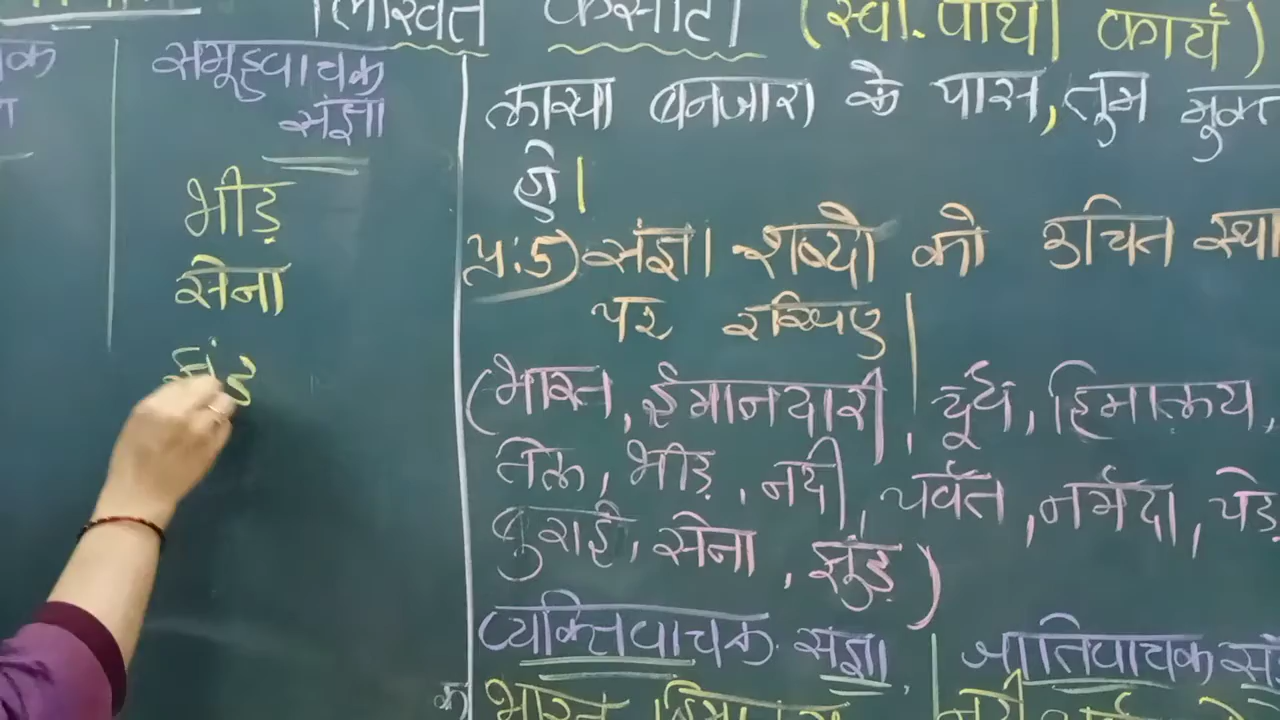 लिखित कसौटी (स्वा. पोथी कार्य)
समूहवाचक
संज्ञा
भीड़
सेना
झुंड
लाखा बनजारा के पास, तुम मुक्त
हो।
प्र.5) संज्ञा शब्दों को उचित स्था
पर रखिए।
(भारत, ईमानदारी, दूध, हिमालय,
तेल, भीड़, नदी, पर्वत, नर्मदा, पेड़
बुराई, सेना, झुंड)
व्यक्तिवाचक संज्ञा
जातिवाचक सं
भारत, हिमालय